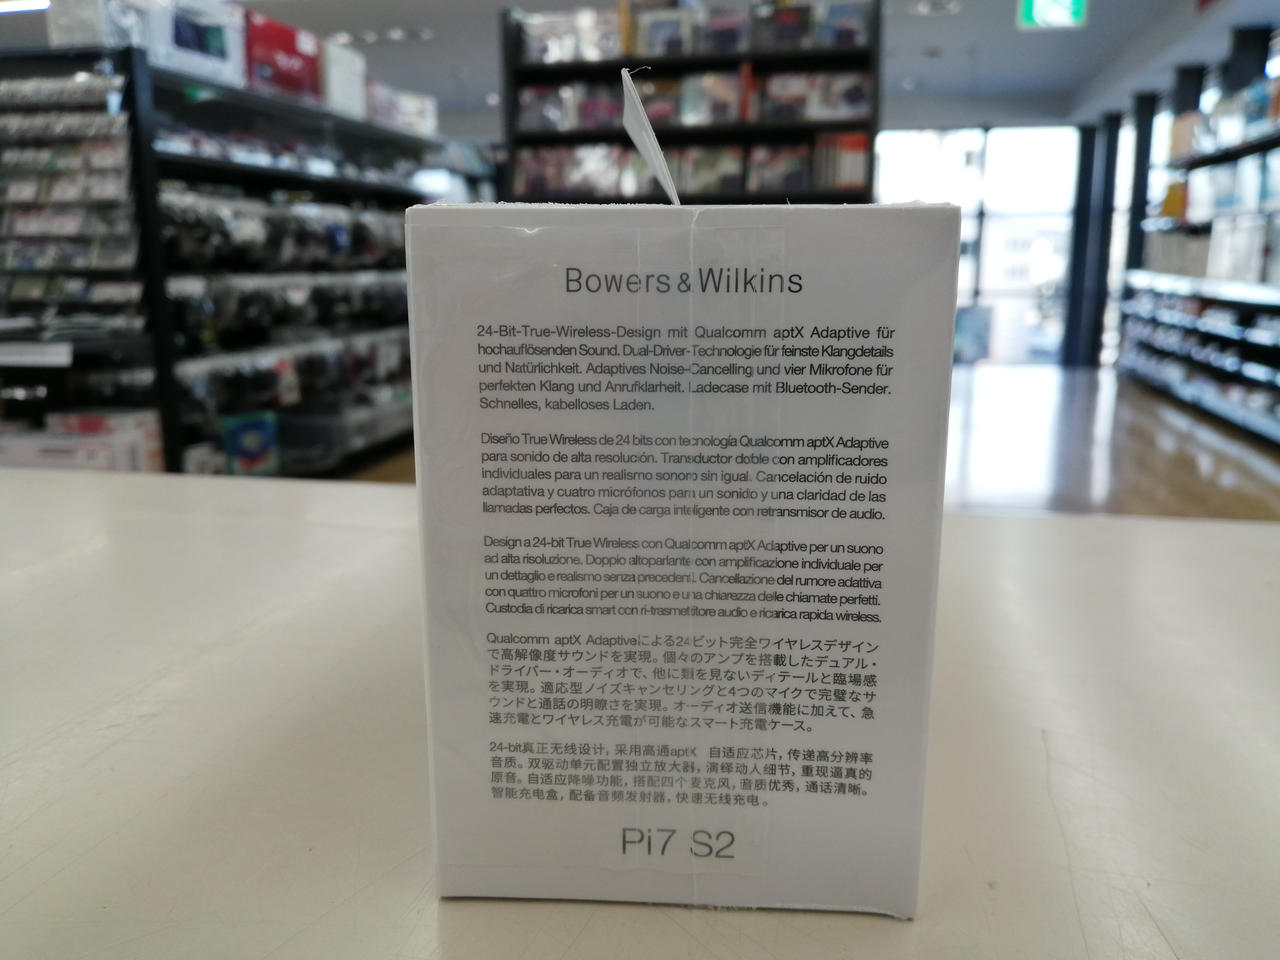 Bowers & Wilkins
24-Bit-True-Wireless-Design mit Qualcomm aptX Adaptive für
hochauflösenden Sound. Dual-Driver-Technologie für feinste Klangdetails
und Natürlichkeit. Adaptives Noise-Cancelling und vier Mikrofone für
perfekten Klang und Anrufklarheit. Ladecase mit Bluetooth-Sender.
Schnelles, kabelloses Laden.
Diseño True Wireless de 24 bits con tecnología Qualcomm aptX Adaptive
para sonido de alta resolución. Transductor doble con amplificadores
individuales para un realismo sonoro sin igual. Cancelación de ruido
adaptativa y cuatro micrófonos para un sonido y una claridad de las
llamadas perfectos. Caja de carga inteligente con retransmisor de audio.
Design a 24-bit True Wireless con Qualcomm aptX Adaptive per un suono
ad alta risoluzione. Doppio altoparlante con amplificazione individuale per
un dettaglio e realismo senza precedenti. Cancellazione del rumore adattiva
con quattro microfoni per un suono e una chiarezza delle chiamate perfetti.
Custodia di ricarica smart con ri-trasmettitore audio e ricarica rapida wireless.
Qualcomm aptX Adaptiveによる24ビット完全ワイヤレスデザイン
で高解像度サウンドを実現。個々のアンプを搭載したデュアル・
ドライバー・オーディオで、他に類を見ないディテールと臨場感
を実現。適応型ノイズキャンセリングと4つのマイクで完璧なサ
ウンドと通話の明瞭さを実現。オーディオ送信機能に加えて、急
速充電とワイヤレス充電が可能なスマート充電ケース。
24-bit真正无线设计，采用高通aptX 自适应芯片，传递高分辨率
音质。双驱动单元配置独立放大器，演绎动人细节，重现逼真的
原音。自适应降噪功能，搭配四个麦克风，音质优秀，通话清晰。
智能充电盒，配备音频发射器，快速无线充电。
Pi7 S2